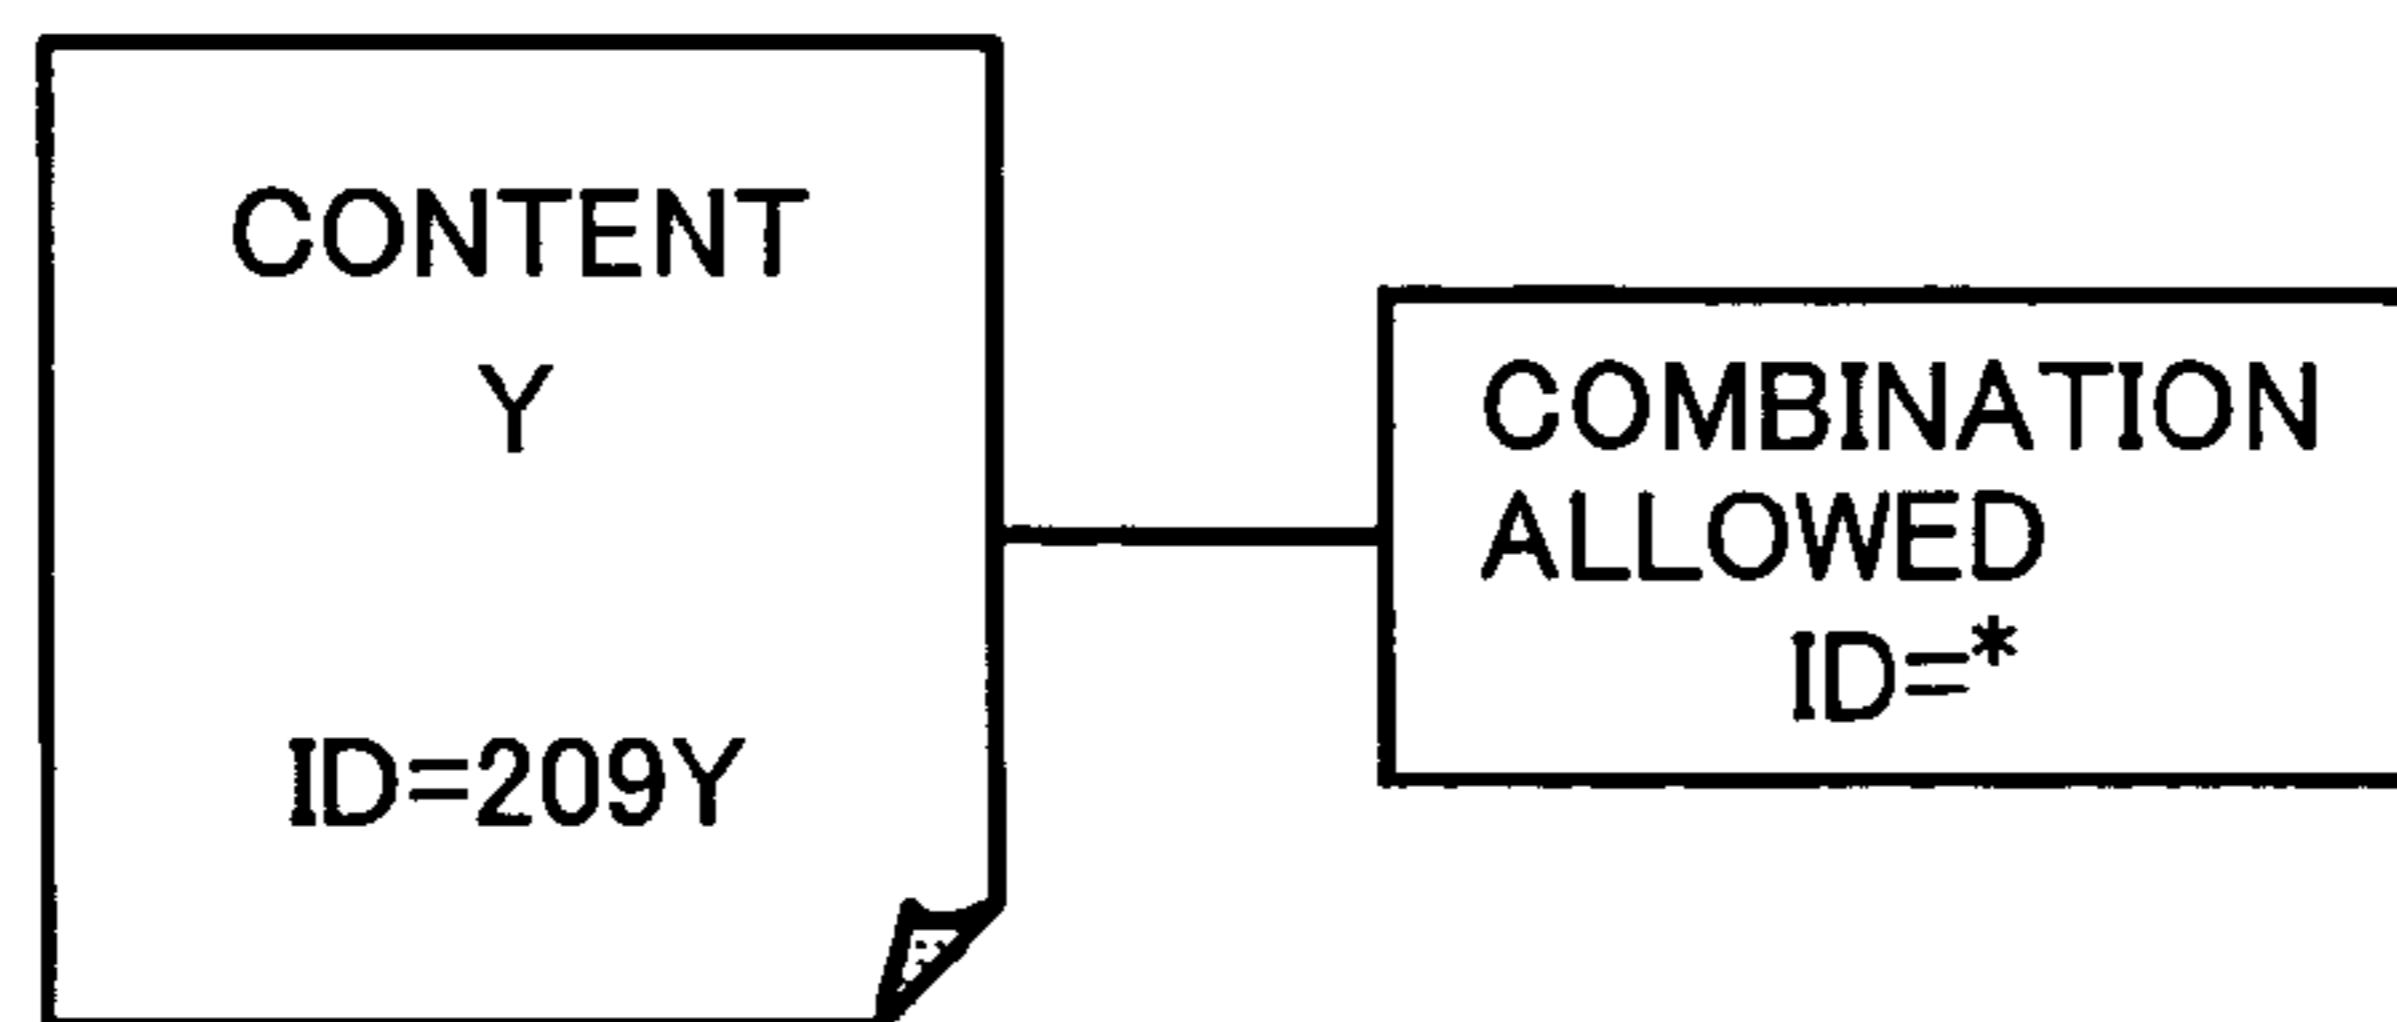 CONTENT
Y
ID=209Y
COMBINATION
ALLOWED
ID=*